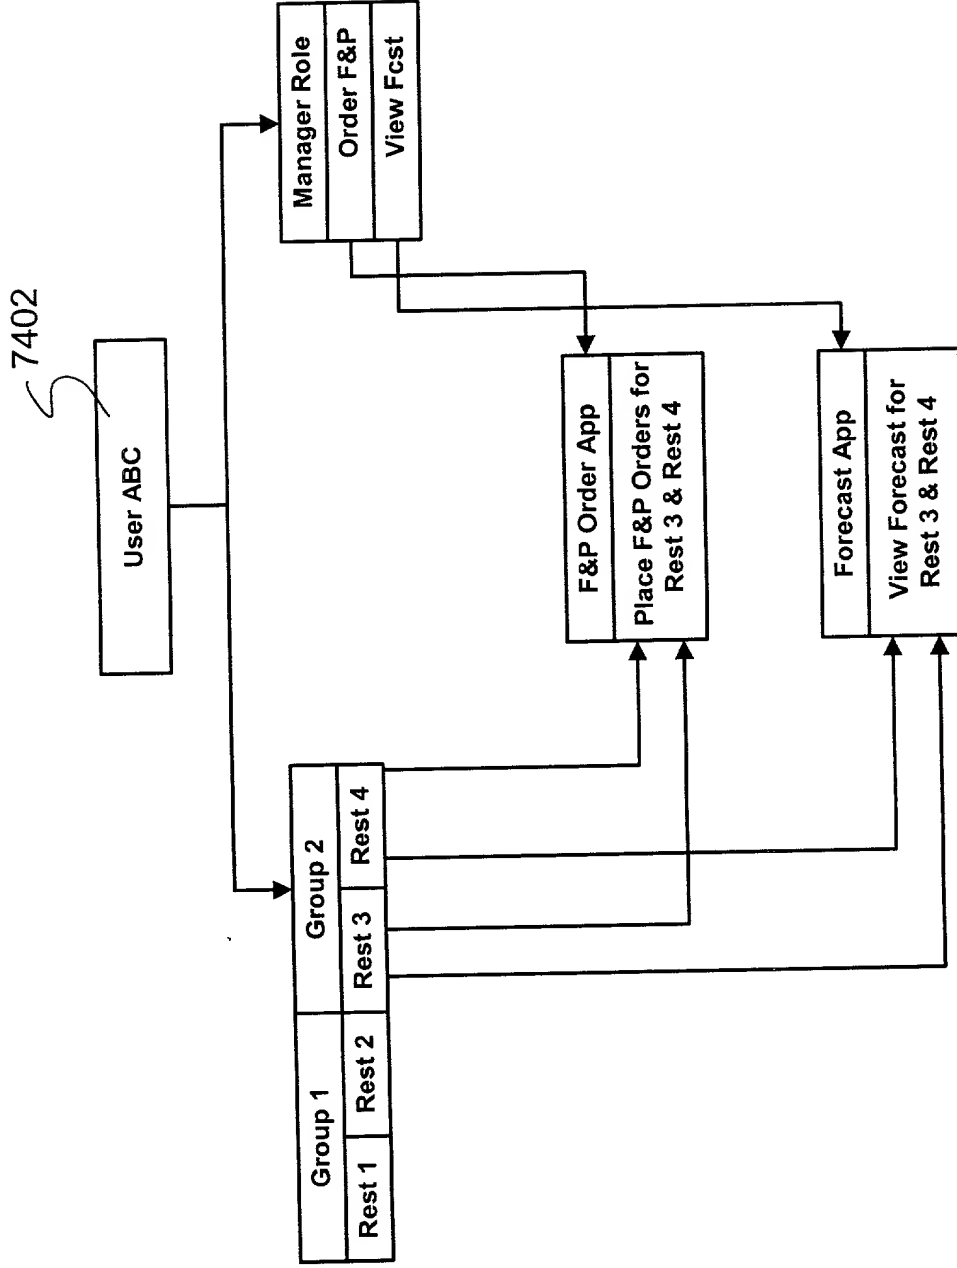 7402
User ABC
Group 1
Group 2
Rest 1
Rest 2
Rest 3
Rest 4
Manager Role
Order F&P
View Fcst
F&P Order App
Place F&P Orders for
Rest 3 & Rest 4
Forecast App
View Forecast for
Rest 3 & Rest 4